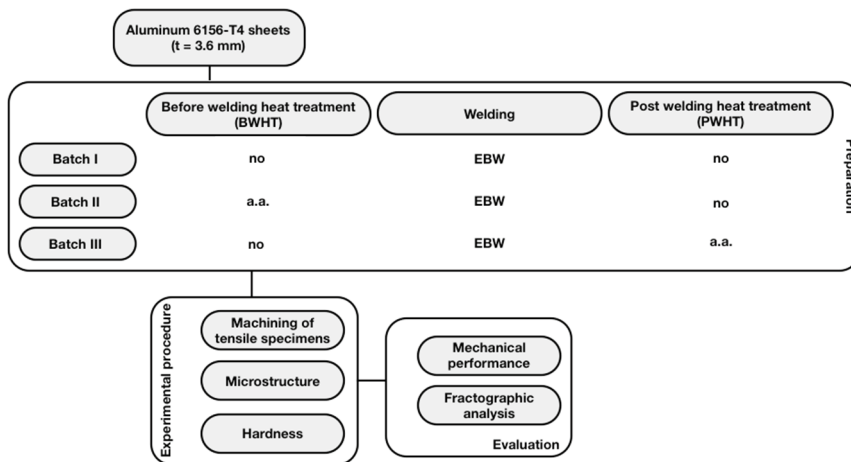 Aluminum 6156-T4 sheets
(t = 3.6 mm)
Before welding heat treatment
(BWHT)
Welding
Post welding heat treatment
(PWHT)
Batch I
no
EBW
no
Batch II
a.a.
EBW
no
Batch III
no
EBW
a.a.
Preparation
Experimental procedure
Machining of
tensile specimens
Microstructure
Hardness
Mechanical
performance
Fractographic
analysis
Evaluation